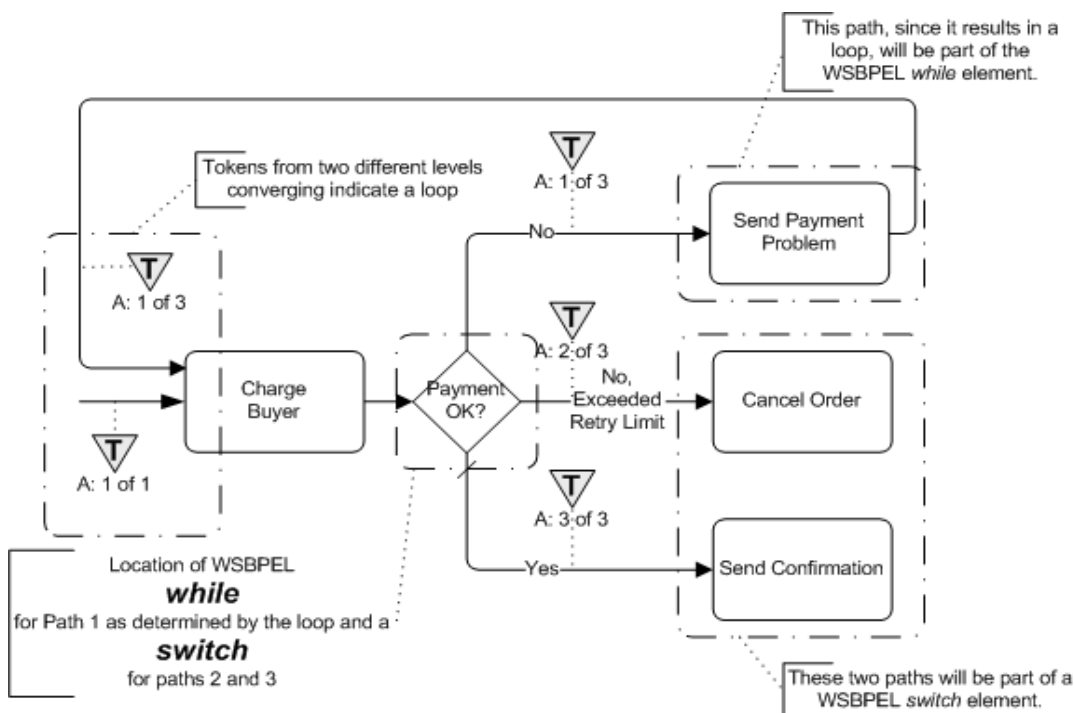 This path, since it results in a
loop, will be part of the
WSBPEL while element.
Tokens from two different levels
converging indicate a loop
T
A: 1 of 3
No
Send Payment
Problem
T
A: 1 of 3
T
A: 2 of 3
Charge
Buyer
Payment
OK?
No,
Exceeded
Retry Limit
Cancel Order
T
A: 1 of 1
T
A: 3 of 3
Yes
Send Confirmation
Location of WSBPEL
while
for Path 1 as determined by the loop and a
switch
for paths 2 and 3
These two paths will be part of a
WSBPEL switch element.